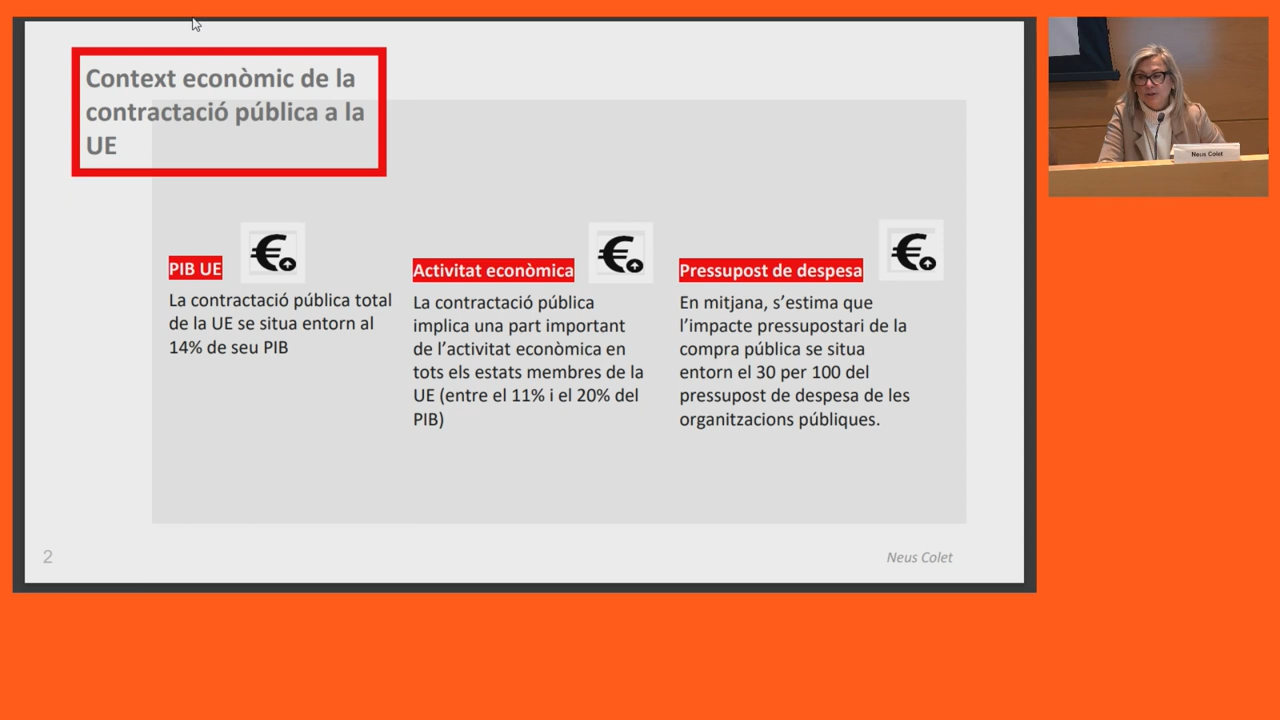 Context econòmic de la
contractació pública a la
UE
PIB UE
La contractació pública total
de la UE se situa entorn al
14% de seu PIB
Activitat econòmica
La contractació pública
implica una part important
de l’activitat econòmica en
tots els estats membres de la
UE (entre el 11% i el 20% del
PIB)
Pressupost de despesa
En mitjana, s’estima que
l’impacte pressupostari de la
compra pública se situa
entorn el 30 per 100 del
pressupost de despesa de les
organitzacions públiques.
2
Neus Colet
Neus Colet